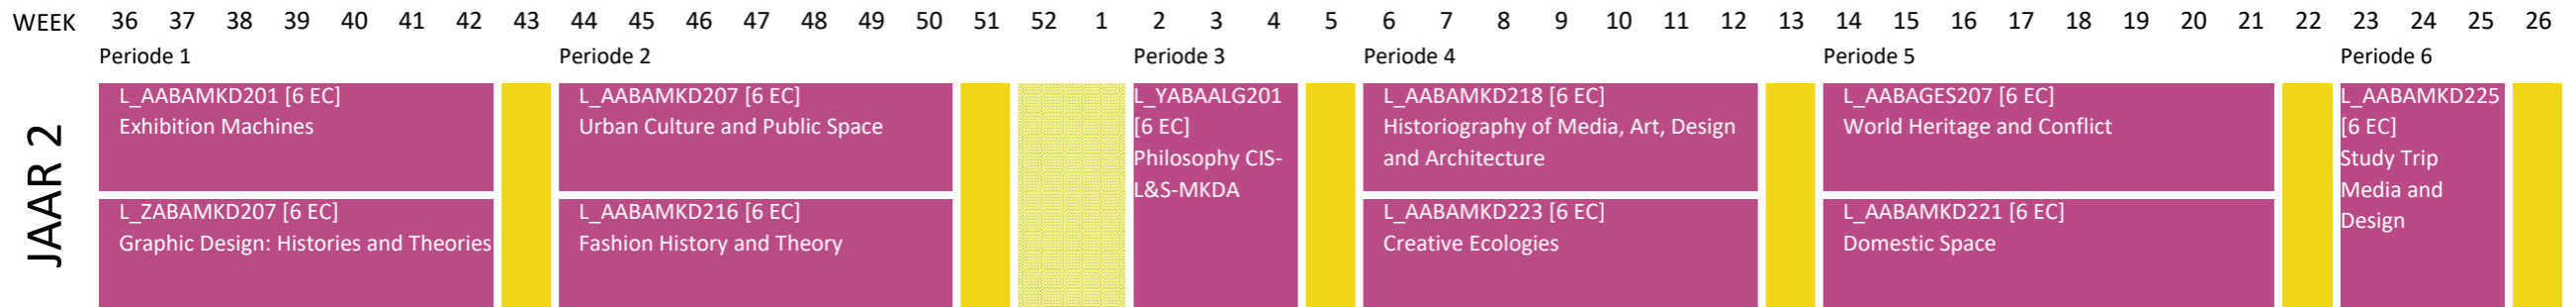 WEEK 36 37 38 39 40 41 42 43 44 45 46 47 48 49 50 51 52 1 2 3 4 5 6 7 8 9 10 11 12 13 14 15 16 17 18 19 20 21 22 23 24 25 26
Periode 1 Periode 2 Periode 3 Periode 4 Periode 5 Periode 6
JAAR 2
L_AABAMKD201 [6 EC]
Exhibition Machines
L_ZABAMKD207 [6 EC]
Graphic Design: Histories and Theories
L_AABAMKD207 [6 EC]
Urban Culture and Public Space
L_AABAMKD216 [6 EC]
Fashion History and Theory
L_YABAALG201
[6 EC]
Philosophy CIS-
L&S-MKDA
L_AABAMKD218 [6 EC]
Historiography of Media, Art, Design
and Architecture
L_AABAMKD223 [6 EC]
Creative Ecologies
L_AABAGES207 [6 EC]
World Heritage and Conflict
L_AABAMKD221 [6 EC]
Domestic Space
L_AABAMKD225
[6 EC]
Study Trip
Media and
Design